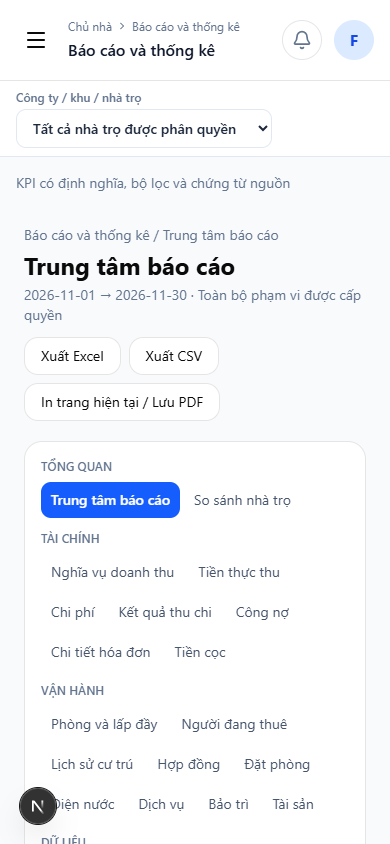 Chủ nhà > Báo cáo và thống kê
Báo cáo và thống kê
F
Công ty / khu / nhà trọ
Tất cả nhà trọ được phân quyền
KPI có định nghĩa, bộ lọc và chứng từ nguồn
Báo cáo và thống kê / Trung tâm báo cáo
Trung tâm báo cáo
2026-11-01 → 2026-11-30 · Toàn bộ phạm vi được cấp
quyền
Xuất Excel Xuất CSV
In trang hiện tại / Lưu PDF
TỔNG QUAN
Trung tâm báo cáo So sánh nhà trọ
TÀI CHÍNH
Nghĩa vụ doanh thu Tiền thực thu
Chi phí Kết quả thu chi Công nợ
Chi tiết hóa đơn Tiền cọc
VẬN HÀNH
Phòng và lấp đầy Người đang thuê
Lịch sử cư trú Hợp đồng Đặt phòng
N Điện nước Dịch vụ Bảo trì Tài sản
DỮ LIỆU